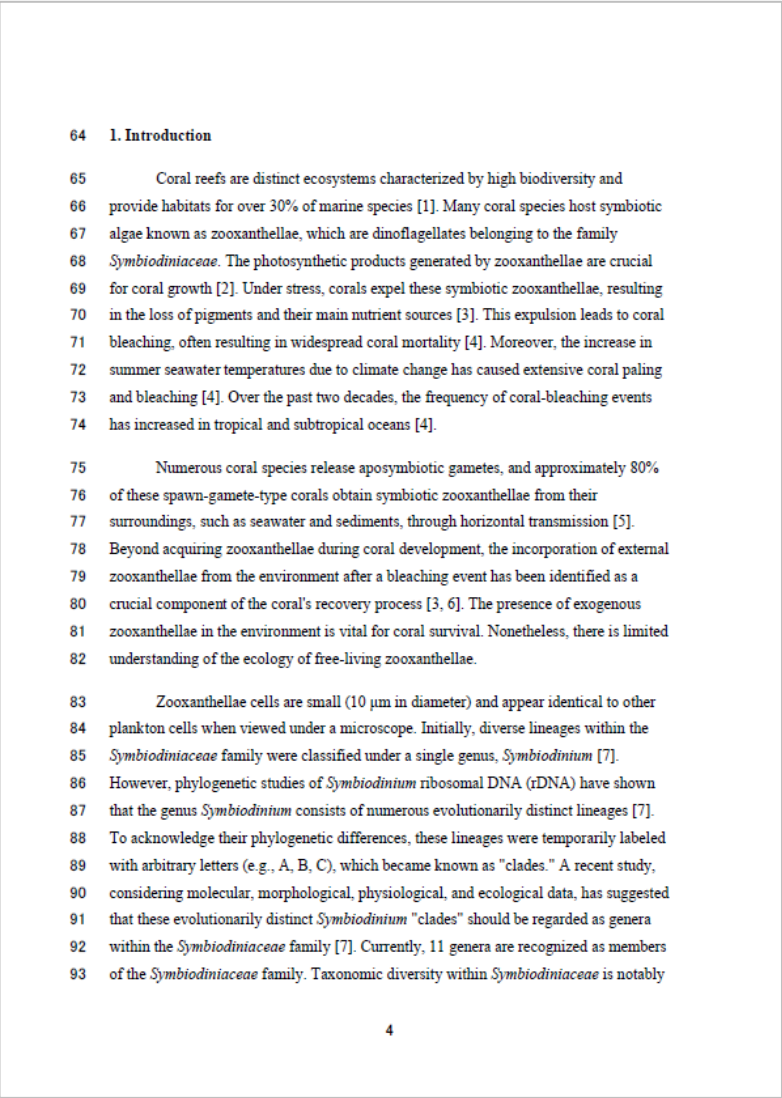 64 1. Introduction
65 Coral reefs are distinct ecosystems characterized by high biodiversity and
66 provide habitats for over 30% of marine species [1]. Many coral species host symbiotic
67 algae known as zooxanthellae, which are dinoflagellates belonging to the family
68 Symbiodiniaceae. The photosynthetic products generated by zooxanthellae are crucial
69 for coral growth [2]. Under stress, corals expel these symbiotic zooxanthellae, resulting
70 in the loss of pigments and their main nutrient sources [3]. This expulsion leads to coral
71 bleaching, often resulting in widespread coral mortality [4]. Moreover, the increase in
72 summer seawater temperatures due to climate change has caused extensive coral paling
73 and bleaching [4]. Over the past two decades, the frequency of coral-bleaching events
74 has increased in tropical and subtropical oceans [4].
75 Numerous coral species release aposymbiotic gametes, and approximately 80%
76 of these spawn-gamete-type corals obtain symbiotic zooxanthellae from their
77 surroundings, such as seawater and sediments, through horizontal transmission [5].
78 Beyond acquiring zooxanthellae during coral development, the incorporation of external
79 zooxanthellae from the environment after a bleaching event has been identified as a
80 crucial component of the coral's recovery process [3, 6]. The presence of exogenous
81 zooxanthellae in the environment is vital for coral survival. Nonetheless, there is limited
82 understanding of the ecology of free-living zooxanthellae.
83 Zooxanthellae cells are small (10 μm in diameter) and appear identical to other
84 plankton cells when viewed under a microscope. Initially, diverse lineages within the
85 Symbiodiniaceae family were classified under a single genus, Symbiodinium [7].
86 However, phylogenetic studies of Symbiodinium ribosomal DNA (rDNA) have shown
87 that the genus Symbiodinium consists of numerous evolutionarily distinct lineages [7].
88 To acknowledge their phylogenetic differences, these lineages were temporarily labeled
89 with arbitrary letters (e.g., A, B, C), which became known as "clades." A recent study,
90 considering molecular, morphological, physiological, and ecological data, has suggested
91 that these evolutionarily distinct Symbiodinium "clades" should be regarded as genera
92 within the Symbiodiniaceae family [7]. Currently, 11 genera are recognized as members
93 of the Symbiodiniaceae family. Taxonomic diversity within Symbiodiniaceae is notably
4